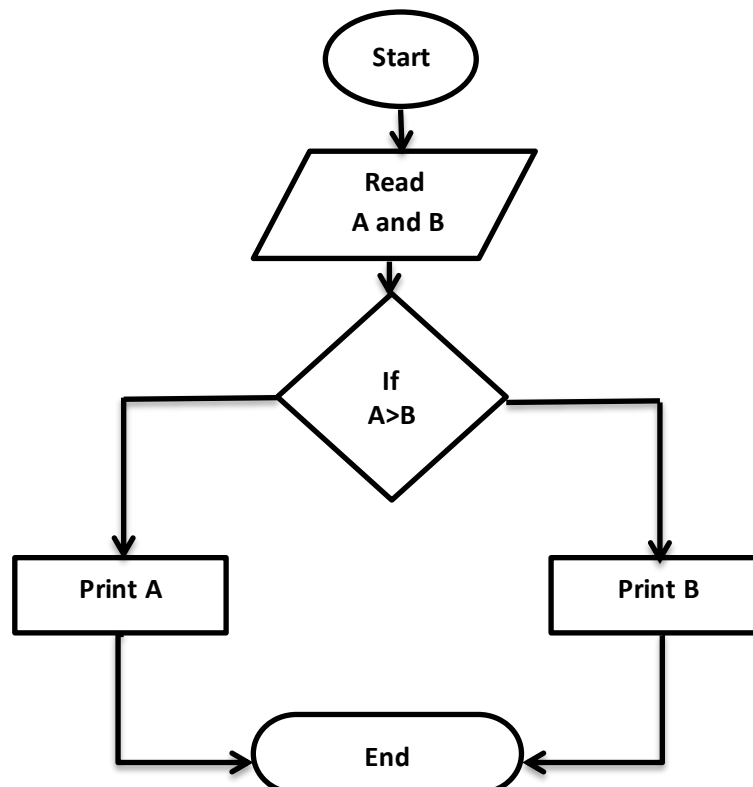 Start
Read
A and B
If
A>B
Print A
Print B
End